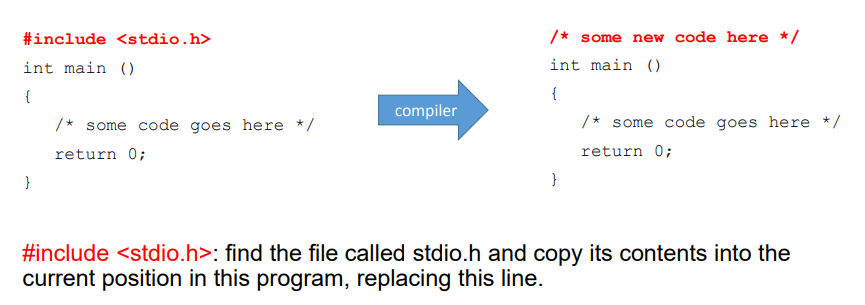 #include <stdio.h>
int main ()
{
/* some code goes here */
return 0;
}
compiler
/* some new code here */
int main ()
{
/* some code goes here */
return 0;
}
#include <stdio.h>: find the file called stdio.h and copy its contents into the
current position in this program, replacing this line.